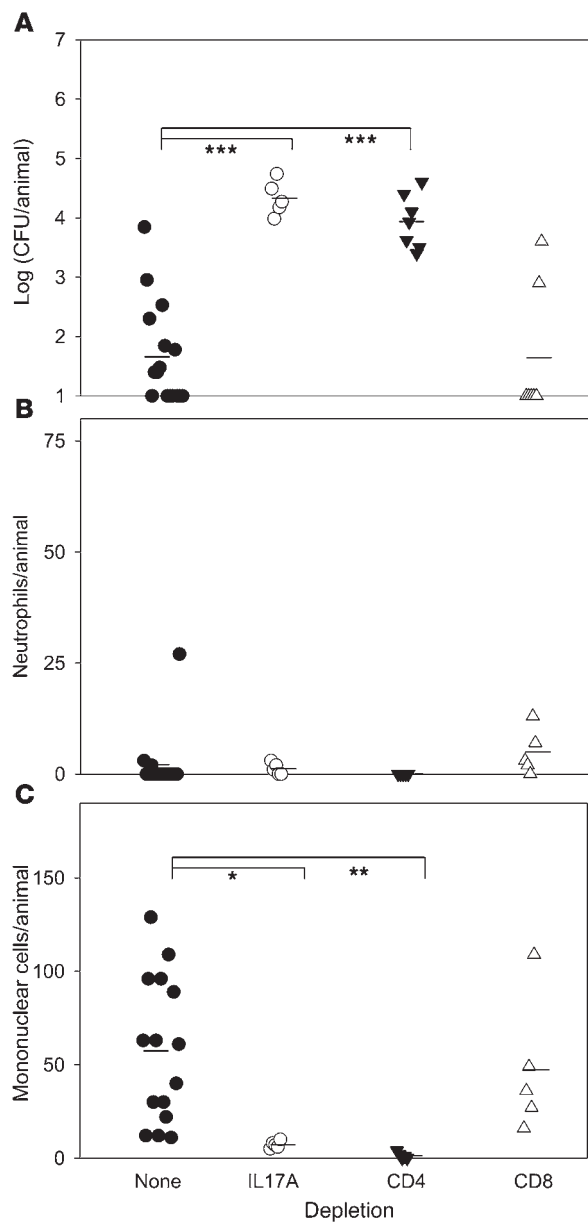 A
7
6
5
4
3
2
1
Log (CFU/animal)
*** ***
B
75
50
25
0
Neutrophils/animal
C
150
100
50
0
Mononuclear cells/animal
* **
None IL17A CD4 CD8
Depletion